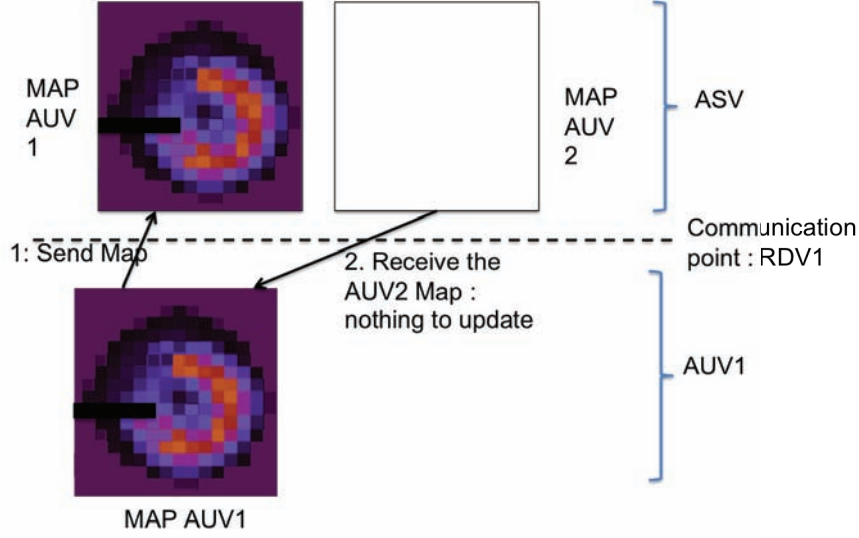 MAP
AUV
1
MAP
AUV
2
ASV
Communication
point : RDV1
1: Send Map
2. Receive the
AUV2 Map :
nothing to update
AUV1
MAP AUV1